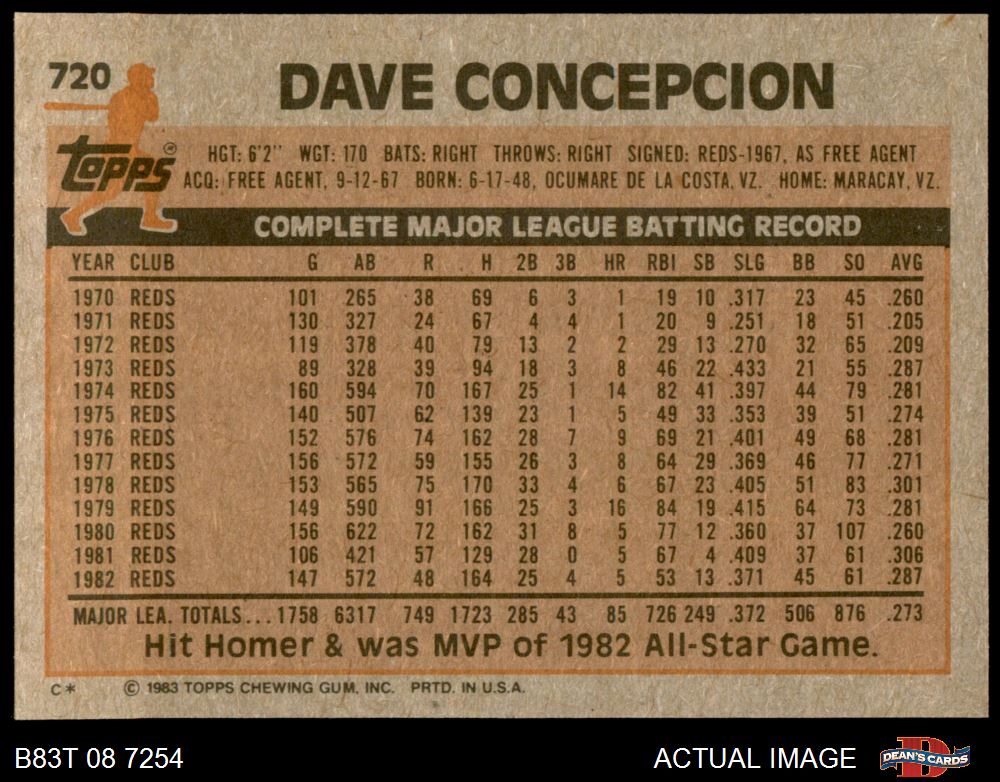 720
DAVE CONCEPCION
Topps®
HGT: 6'2" WGT: 170 BATS: RIGHT THROWS: RIGHT SIGNED: REDS-1967, AS FREE AGENT
ACQ: FREE AGENT, 9-12-67 BORN: 6-17-48, OCUMARE DE LA COSTA, VZ. HOME: MARACAY, VZ.
COMPLETE MAJOR LEAGUE BATTING RECORD
YEAR CLUB G AB R H 2B 3B HR RBI SB SLG BB SO AVG
1970 REDS 101 265 38 69 6 3 1 19 10 .317 23 45 .260
1971 REDS 130 327 24 67 4 4 1 20 9 .251 18 51 .205
1972 REDS 119 378 40 79 13 2 2 29 13 .270 32 65 .209
1973 REDS 89 328 39 94 18 3 8 46 22 .433 21 55 .287
1974 REDS 160 594 70 167 25 1 14 82 41 .397 44 79 .281
1975 REDS 140 507 62 139 23 1 5 49 33 .353 39 51 .274
1976 REDS 152 576 74 162 28 7 9 69 21 .401 49 68 .281
1977 REDS 156 572 59 155 26 3 8 64 29 .369 46 77 .271
1978 REDS 153 565 75 170 33 4 6 67 23 .405 51 83 .301
1979 REDS 149 590 91 166 25 3 16 84 19 .415 64 73 .281
1980 REDS 156 622 72 162 31 8 5 77 12 .360 37 107 .260
1981 REDS 106 421 57 129 28 0 5 67 4 .409 37 61 .306
1982 REDS 147 572 48 164 25 4 5 53 13 .371 45 61 .287
MAJOR LEA. TOTALS...1758 6317 749 1723 285 43 85 726 249 .372 506 876 .273
Hit Homer & was MVP of 1982 All-Star Game.
C* © 1983 TOPPS CHEWING GUM, INC. PRTD. IN U.S.A.
B83T 08 7254 ACTUAL IMAGE DEAN'S CARDS